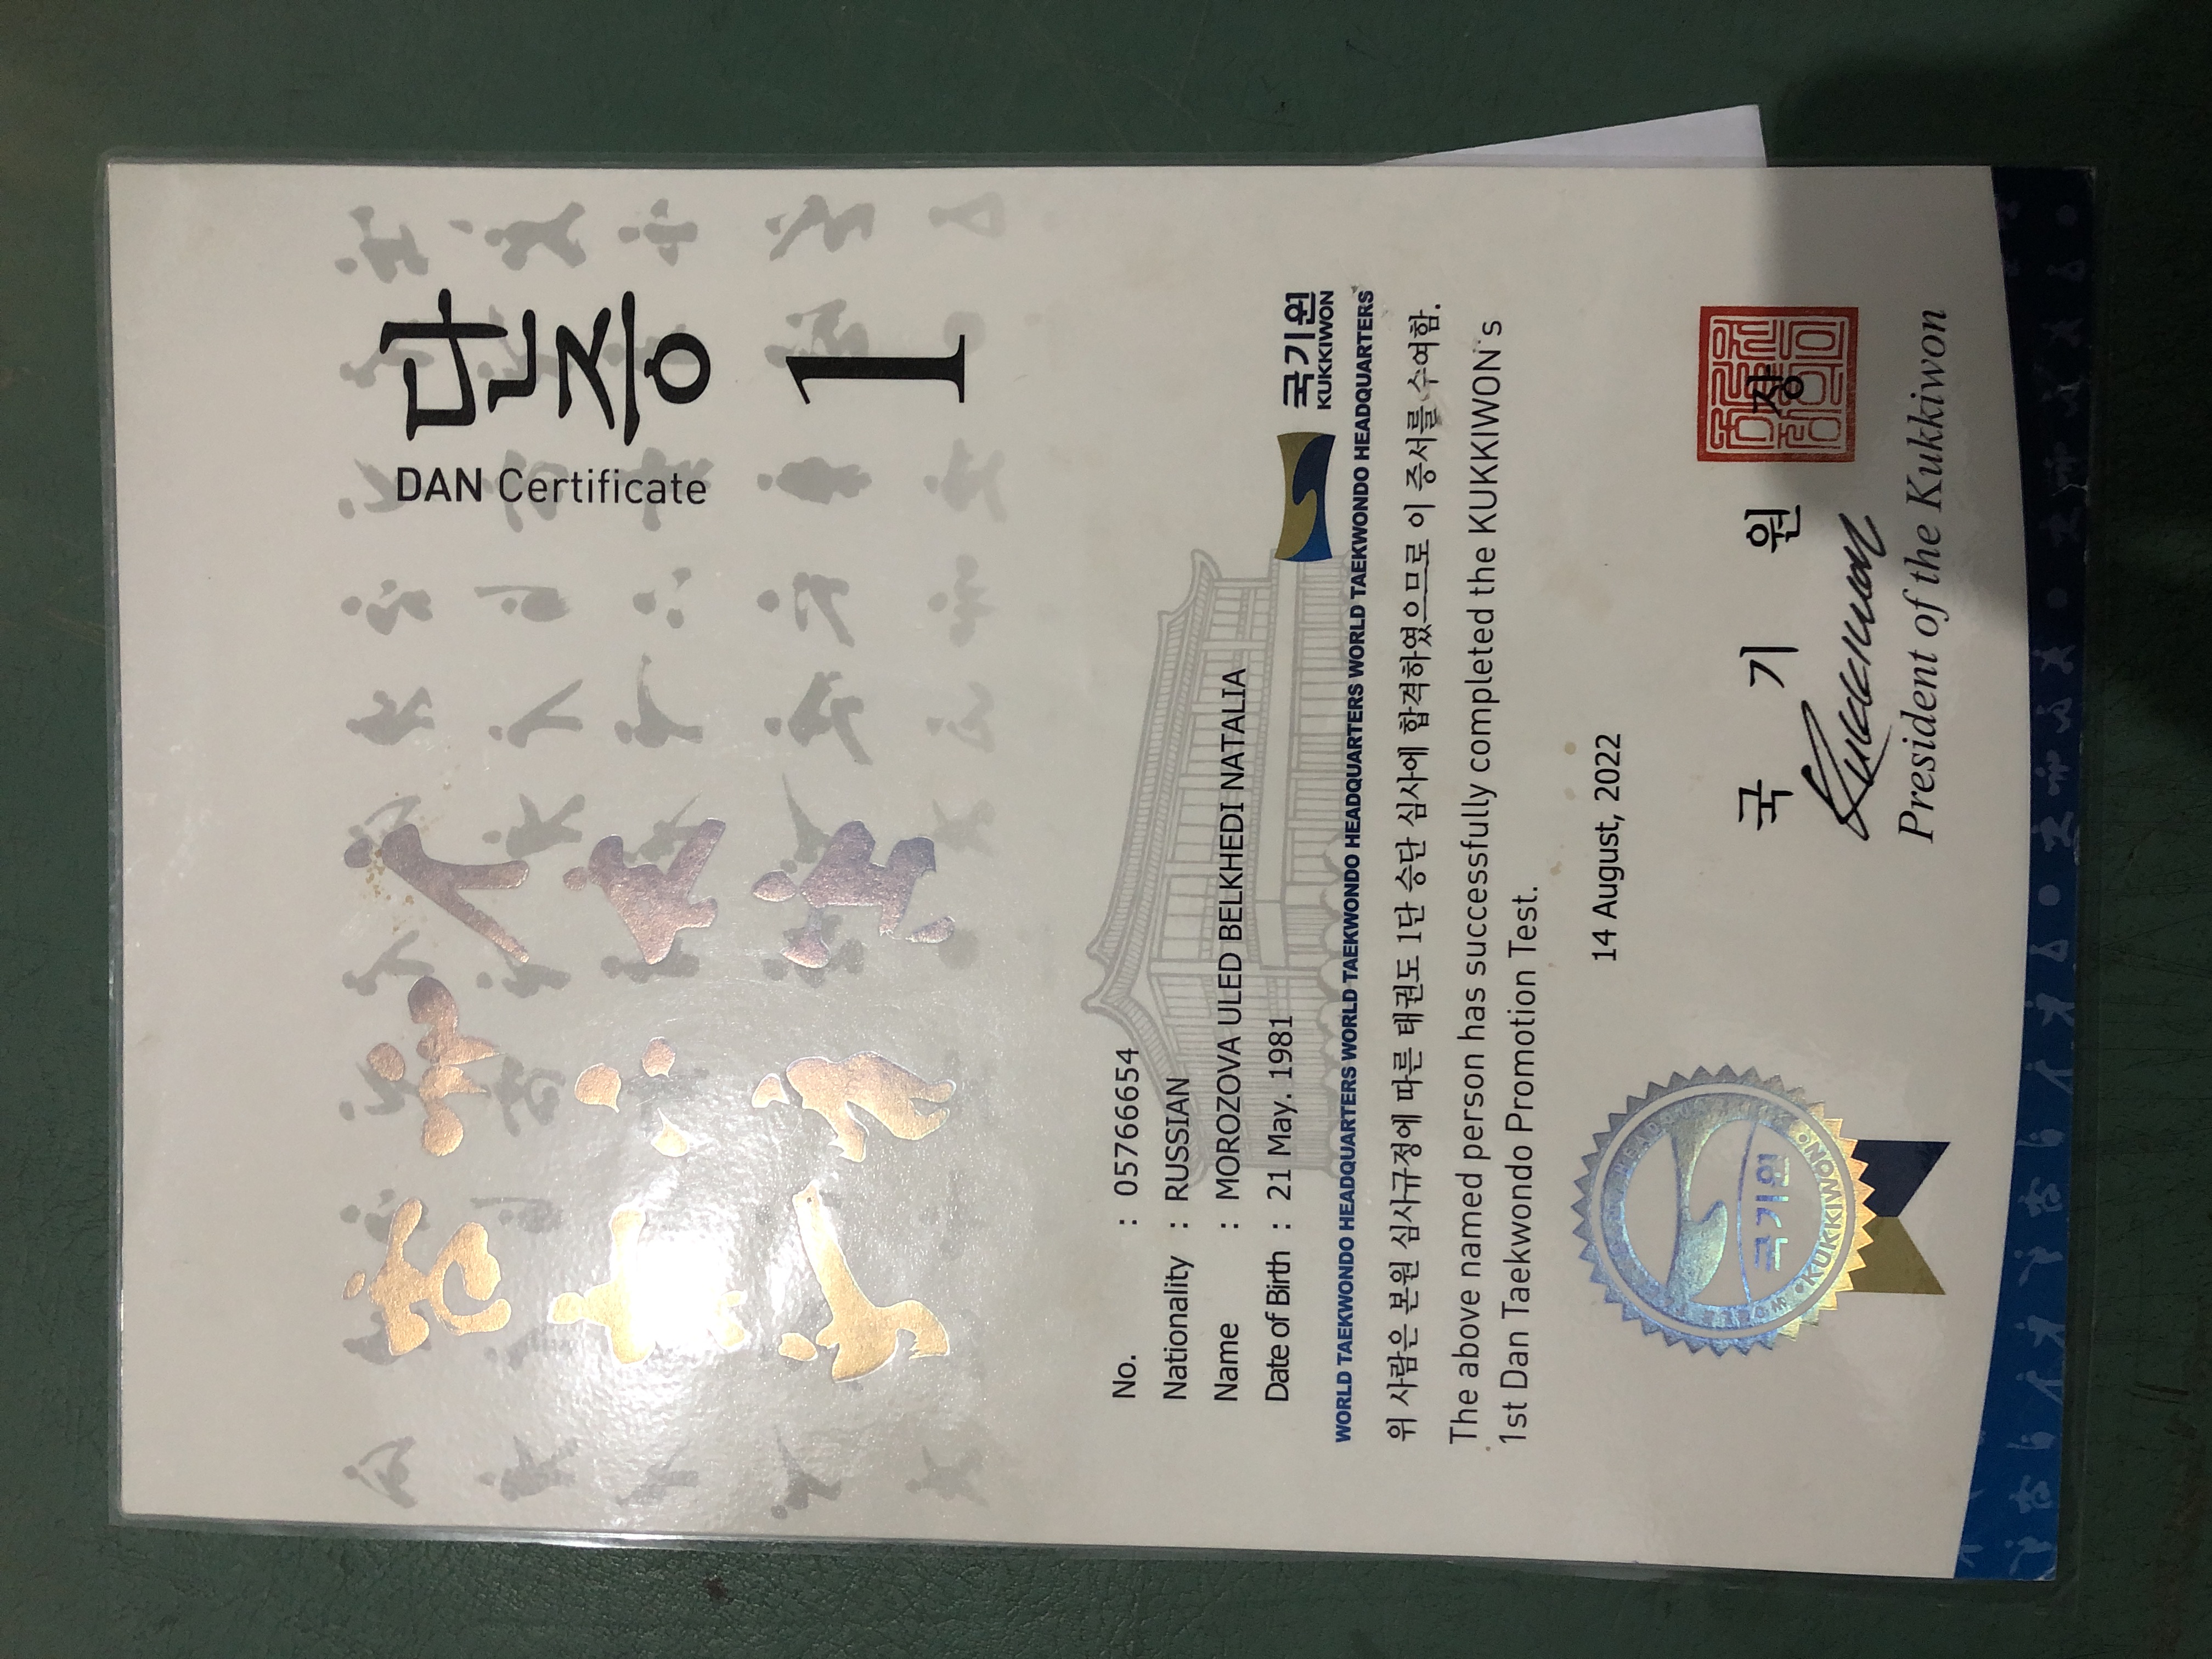 단증
DAN Certificate
1
No. : 05766654
Nationality : RUSSIAN
Name : MOROZOVA ULED BELKHEDI NATALIA
Date of Birth : 21 May. 1981
국기원
KUKKIWON
WORLD TAEKWONDO HEADQUARTERS WORLD TAEKWONDO HEADQUARTERS WORLD TAEKWONDO HEADQUARTERS WORLD TAEKWONDO HEADQUARTERS
위 사람은 본원 심사규정에 따른 태권도 1단 승단 심사에 합격하였으므로 이 증서를 수여함.
The above named person has successfully completed the KUKKIWON's
1st Dan Taekwondo Promotion Test.
14 August, 2022
국 기 원 장
President of the Kukkiwon
국기원
KUKKIWON